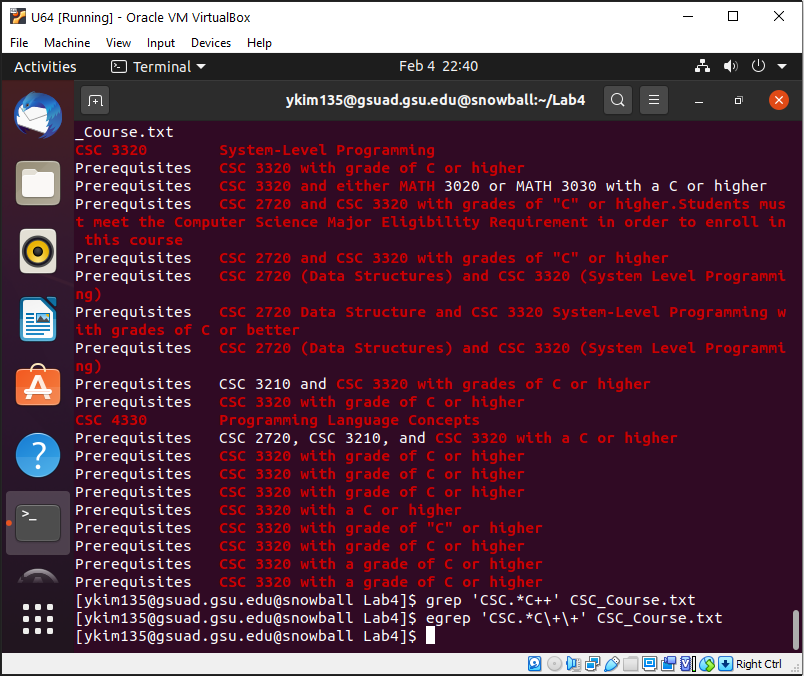 U64 [Running] - Oracle VM VirtualBox
File Machine View Input Devices Help
Activities Terminal Feb 4 22:40
ykim135@gsuad.gsu.edu@snowball:~/Lab4
_Course.txt
CSC 3320 System-Level Programming
Prerequisites CSC 3320 with grade of C or higher
Prerequisites CSC 3320 and either MATH 3020 or MATH 3030 with a C or higher
Prerequisites CSC 2720 and CSC 3320 with grades of "C" or higher.Students mus
t meet the Computer Science Major Eligibility Requirement in order to enroll in
this course
Prerequisites CSC 2720 and CSC 3320 with grades of "C" or higher
Prerequisites CSC 2720 (Data Structures) and CSC 3320 (System Level Programmi
ng)
Prerequisites CSC 2720 Data Structure and CSC 3320 System-Level Programming w
ith grades of C or better
Prerequisites CSC 2720 (Data Structures) and CSC 3320 (System Level Programmi
ng)
Prerequisites CSC 3210 and CSC 3320 with grades of C or higher
Prerequisites CSC 3320 with grade of C or higher
CSC 4330 Programming Language Concepts
Prerequisites CSC 2720, CSC 3210, and CSC 3320 with a C or higher
Prerequisites CSC 3320 with grade of C or higher
Prerequisites CSC 3320 with grade of C or higher
Prerequisites CSC 3320 with grade of C or higher
Prerequisites CSC 3320 with a C or higher
Prerequisites CSC 3320 with grade of "C" or higher
Prerequisites CSC 3320 with grade of C or higher
Prerequisites CSC 3320 with a grade of C or higher
Prerequisites CSC 3320 with a grade of C or higher
[ykim135@gsuad.gsu.edu@snowball Lab4]$ grep 'CSC.*C++' CSC_Course.txt
[ykim135@gsuad.gsu.edu@snowball Lab4]$ egrep 'CSC.*C\+\+' CSC_Course.txt
[ykim135@gsuad.gsu.edu@snowball Lab4]$
Right Ctrl